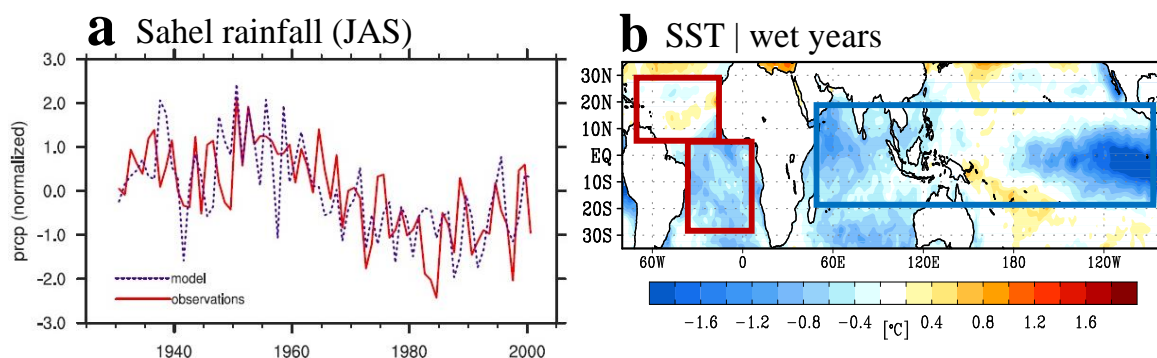 a Sahel rainfall (JAS)
prcp (normalized)
3.0
2.0
1.0
0.0
-1.0
-2.0
-3.0
model
observations
1940 1960 1980 2000
b SST | wet years
30N
20N
10N
EQ
10S
20S
30S
60W 0 60E 120E 180 120W
-1.6 -1.2 -0.8 -0.4 [°C] 0.4 0.8 1.2 1.6